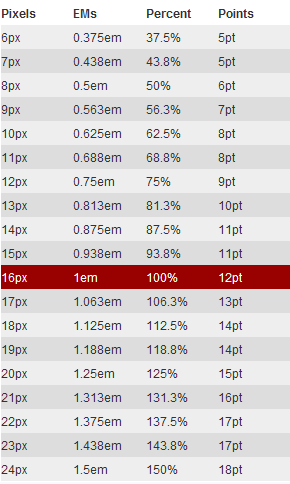 Pixels EMs Percent Points
6px 0.375em 37.5% 5pt
7px 0.438em 43.8% 5pt
8px 0.5em 50% 6pt
9px 0.563em 56.3% 7pt
10px 0.625em 62.5% 8pt
11px 0.688em 68.8% 8pt
12px 0.75em 75% 9pt
13px 0.813em 81.3% 10pt
14px 0.875em 87.5% 11pt
15px 0.938em 93.8% 11pt
16px 1em 100% 12pt
17px 1.063em 106.3% 13pt
18px 1.125em 112.5% 14pt
19px 1.188em 118.8% 14pt
20px 1.25em 125% 15pt
21px 1.313em 131.3% 16pt
22px 1.375em 137.5% 17pt
23px 1.438em 143.8% 17pt
24px 1.5em 150% 18pt